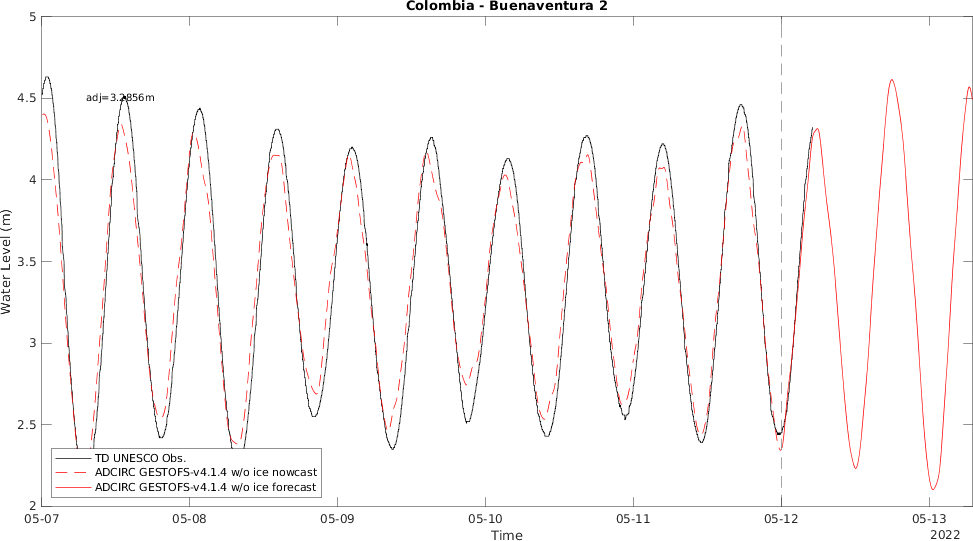 Colombia - Buenaventura 2
5
4.5
4
3.5
3
2.5
2
Water Level (m)
adj=3.2856m
TD UNESCO Obs.
ADCIRC GESTOFS-v4.1.4 w/o ice nowcast
ADCIRC GESTOFS-v4.1.4 w/o ice forecast
05-07 05-08 05-09 05-10 05-11 05-12 05-13
Time
2022